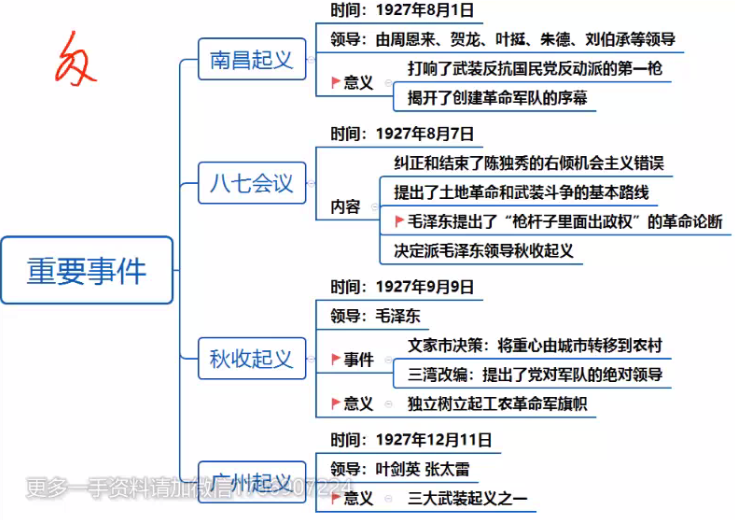 时间：1927年8月1日
领导：由周恩来、贺龙、叶挺、朱德、刘伯承等领导
南昌起义
打响了武装反抗国民党反动派的第一枪
意义
揭开了创建革命军队的序幕
时间：1927年8月7日
纠正和结束了陈独秀的右倾机会主义错误
八七会议
提出了土地革命和武装斗争的基本路线
内容
毛泽东提出了“枪杆子里面出政权”的革命论断
决定派毛泽东领导秋收起义
重要事件
时间：1927年9月9日
领导：毛泽东
秋收起义
文家市决策：将重心由城市转移到农村
事件
三湾改编：提出了党对军队的绝对领导
意义
独立树立起工农革命军旗帜
时间：1927年12月11日
领导：叶剑英 张太雷
广州起义
意义
三大武装起义之一
更多一手资料请加微信